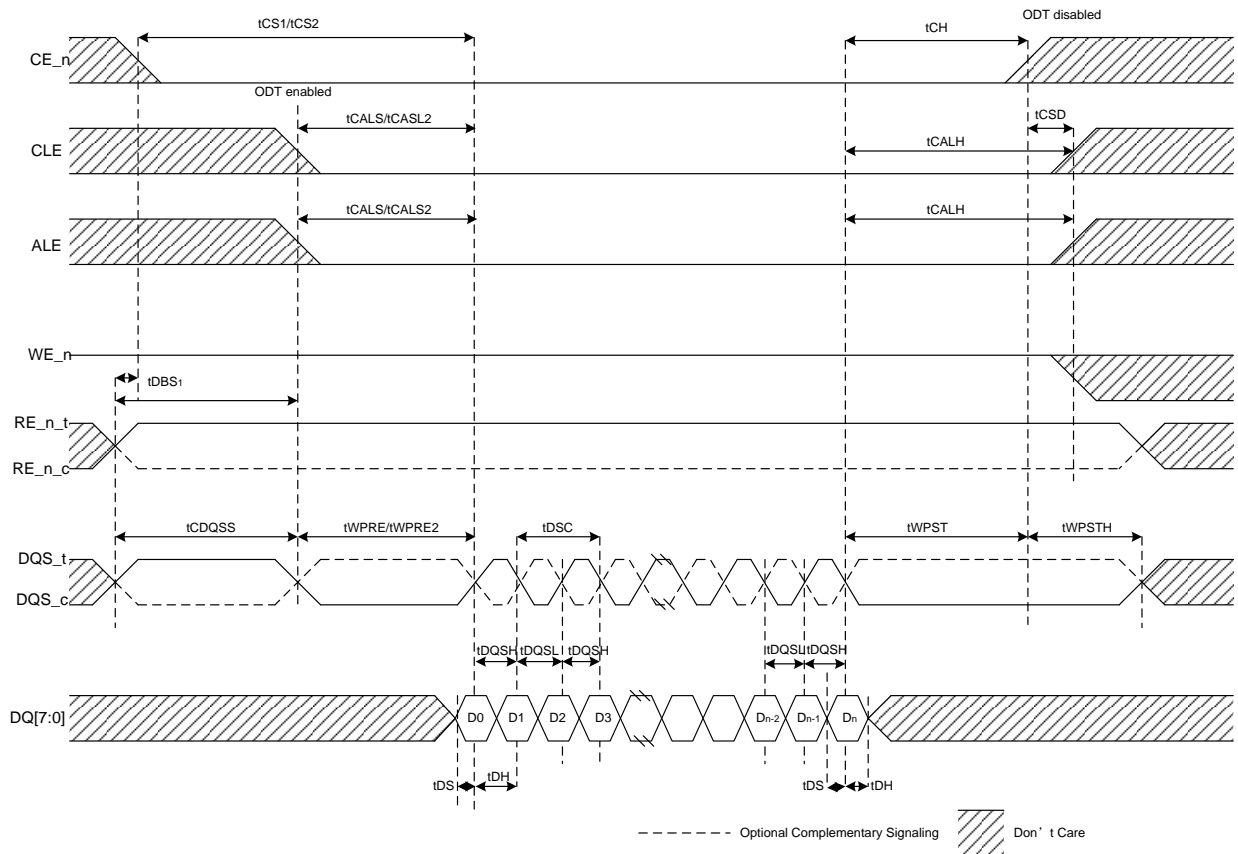 tCS1/tCS2
ODT disabled
tCH
CE_n
ODT enabled
tCALS/tCASL2
tCSD
CLE
tCALH
tCALS/tCALS2
tCALH
ALE
WE_n
tDBS1
RE_n_t
RE_n_c
tCDQSS
tWPRE/tWPRE2
tDSC
tWPST
tWPSTH
DQS_t
DQS_c
tDQSH
tDQSL
tDQSH
tDQSL
tDQSH
DQ[7:0]
D0
D1
D2
D3
Dn-2
Dn-1
Dn
tDS
tDH
tDS
tDH
Optional Complementary Signaling
Don’t Care